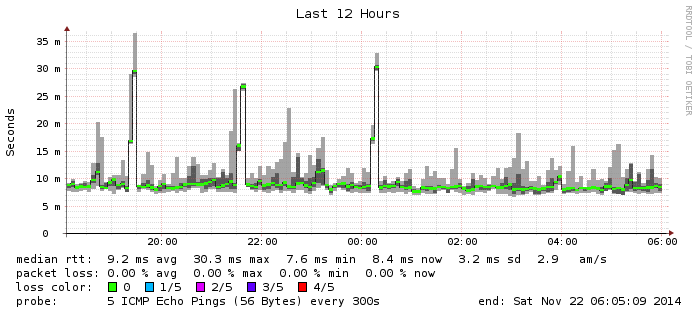 Last 12 Hours
RRDTOOL / TOBI OETIKER
Seconds
35 m
30 m
25 m
20 m
15 m
10 m
5 m
0
20:00 22:00 00:00 02:00 04:00 06:00
median rtt: 9.2 ms avg 30.3 ms max 7.6 ms min 8.4 ms now 3.2 ms sd 2.9 am/s
packet loss: 0.00 % avg 0.00 % max 0.00 % min 0.00 % now
loss color: 0 1/5 2/5 3/5 4/5
probe: 5 ICMP Echo Pings (56 Bytes) every 300s end: Sat Nov 22 06:05:09 2014